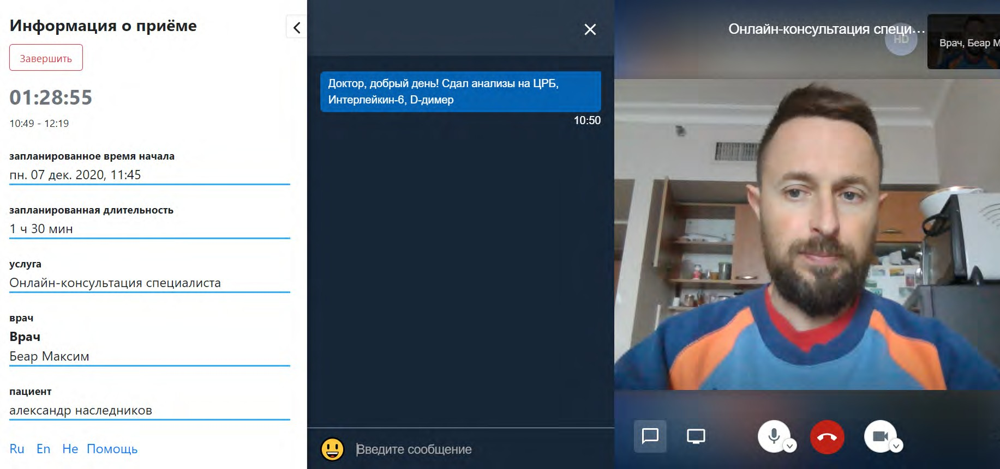 Информация о приёме
Завершить
01:28:55
10:49 - 12:19
запланированное время начала
пн. 07 дек. 2020, 11:45
запланированная длительность
1 ч 30 мин
услуга
Онлайн-консультация специалиста
врач
Врач
Беар Максим
пациент
александр наследников
Ru En He Помощь
Доктор, добрый день! Сдал анализы на ЦРБ,
Интерлейкин-6, D-димер
10:50
Введите сообщение
Онлайн-консультация специ...
HD
Врач, Беар М